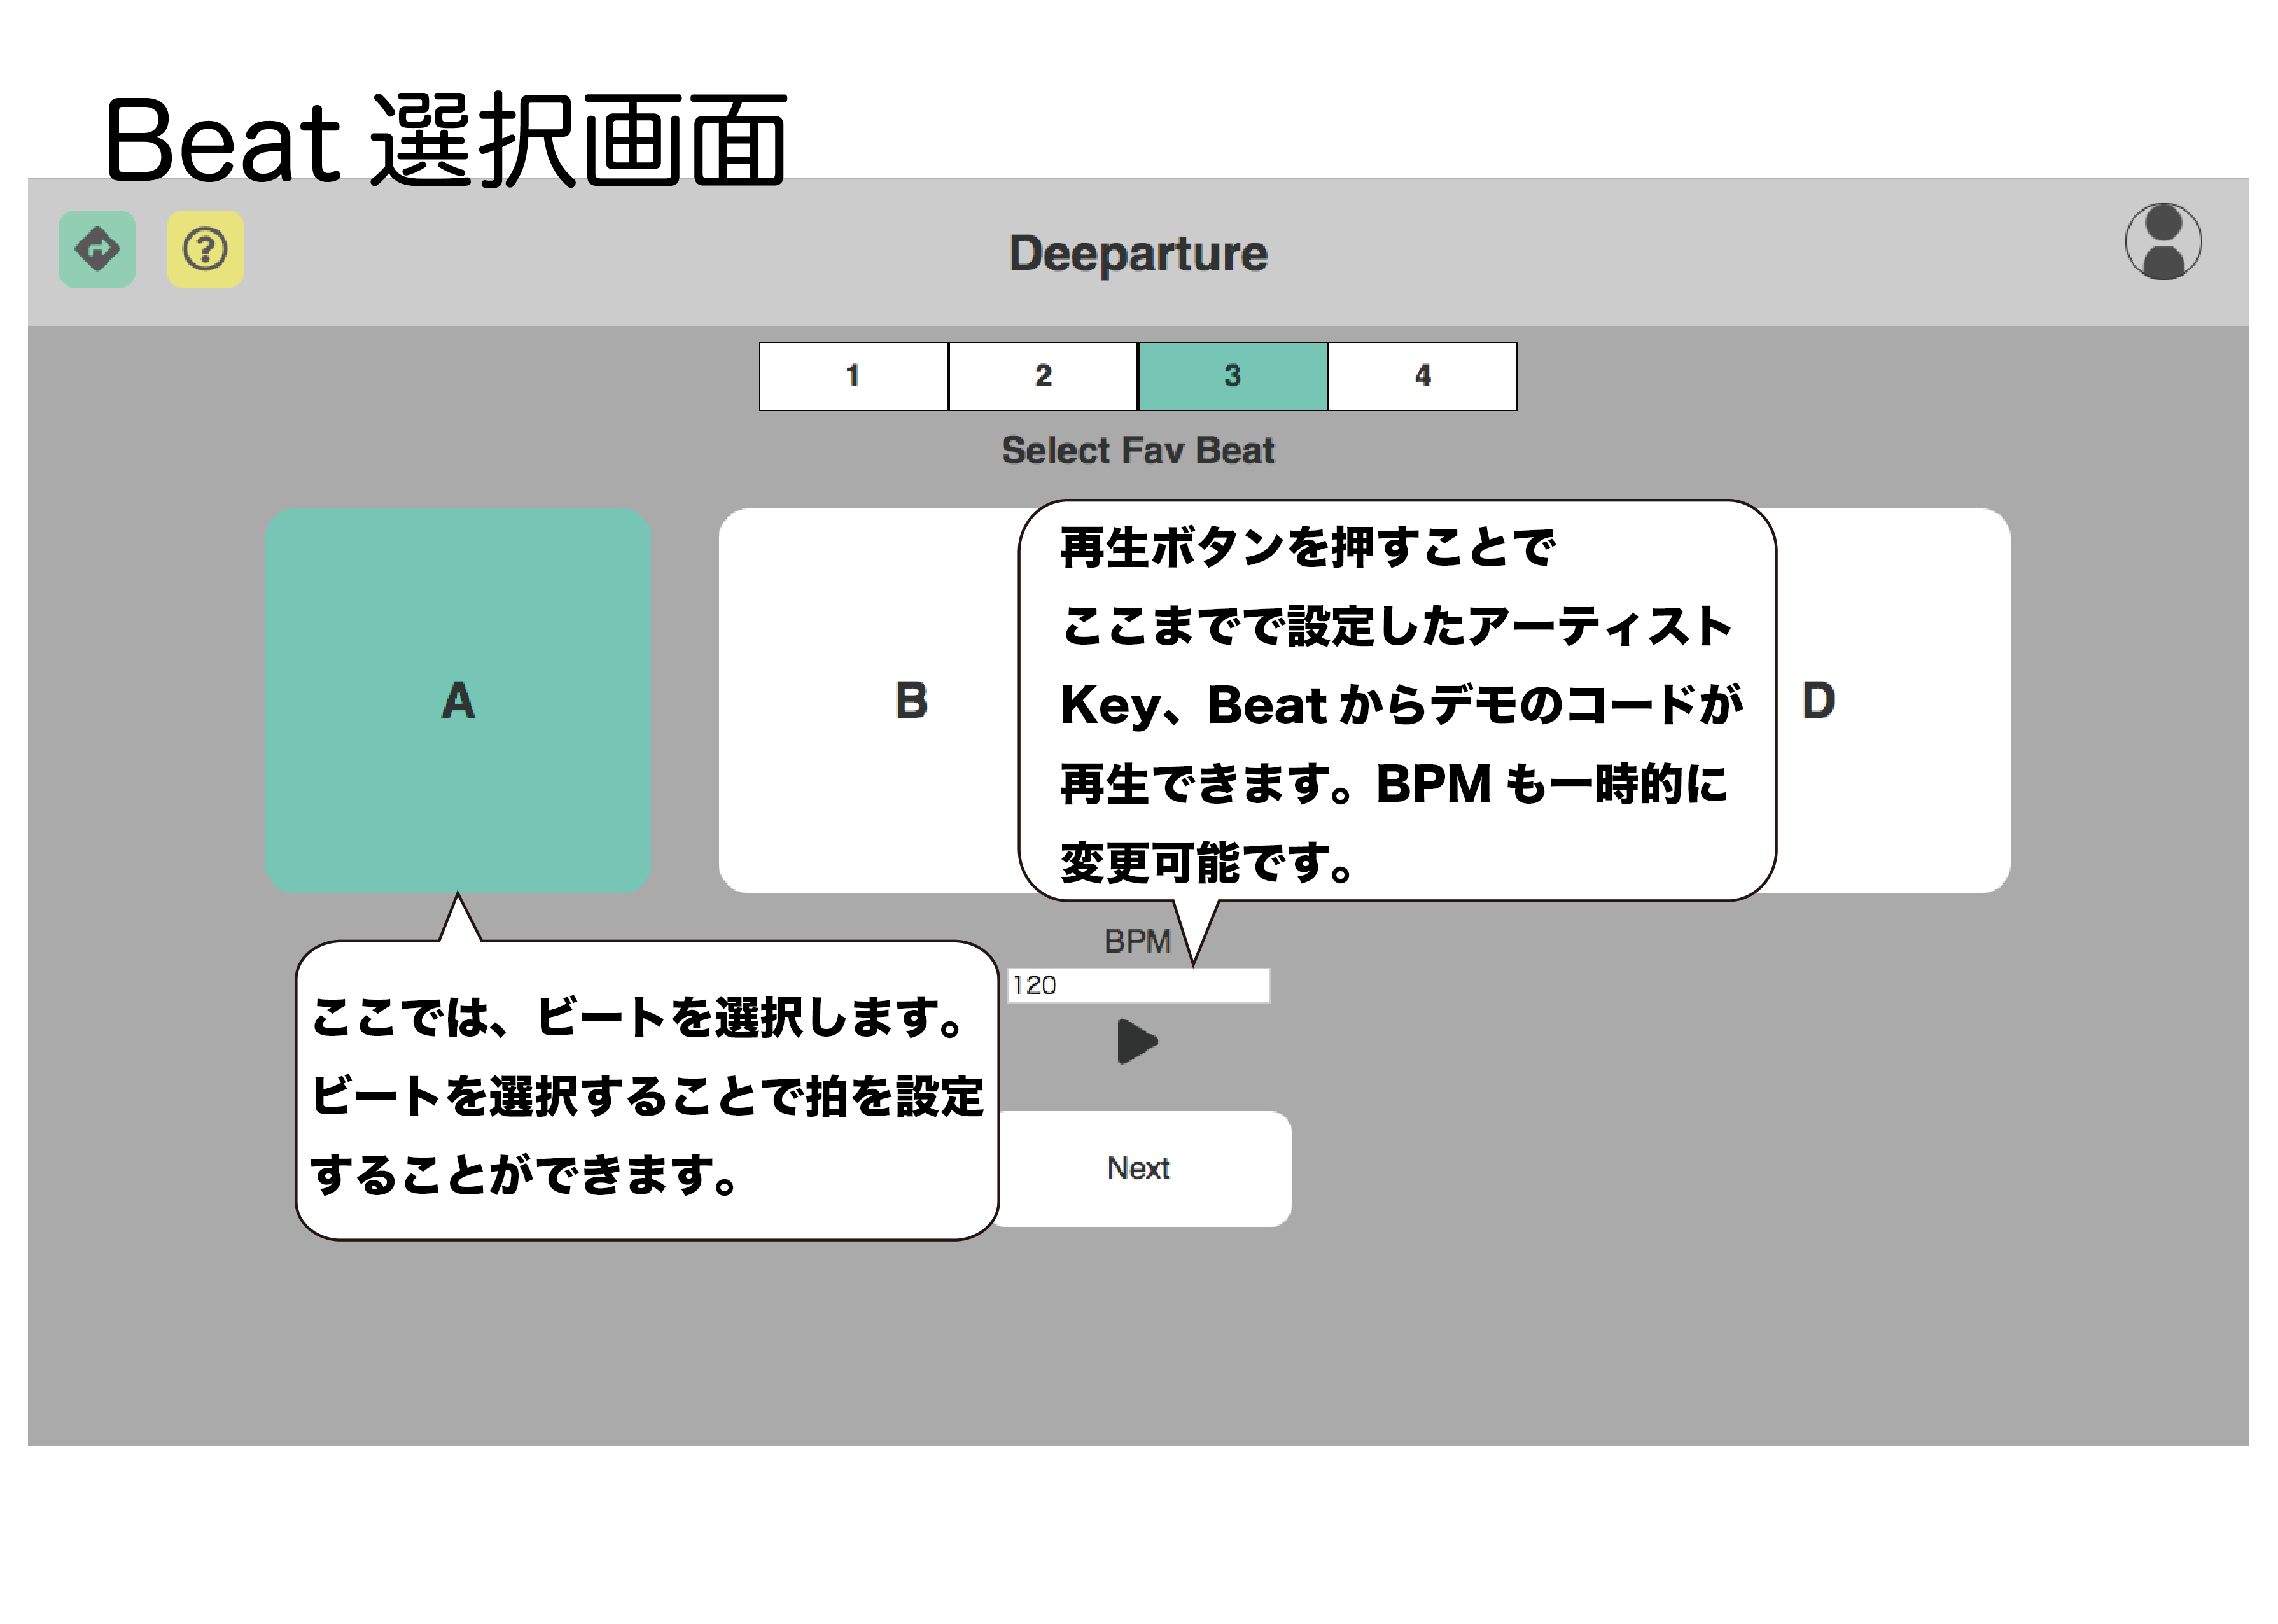 Beat 選択画面
Deeparture
1 2 3 4
Select Fav Beat
A
B
D
再生ボタンを押すことで
ここまでで設定したアーティスト
Key、Beat からデモのコードが
再生できます。BPM も一時的に
変更可能です。
BPM
120
ここでは、ビートを選択します。
ビートを選択することで拍を設定
することができます。
Next